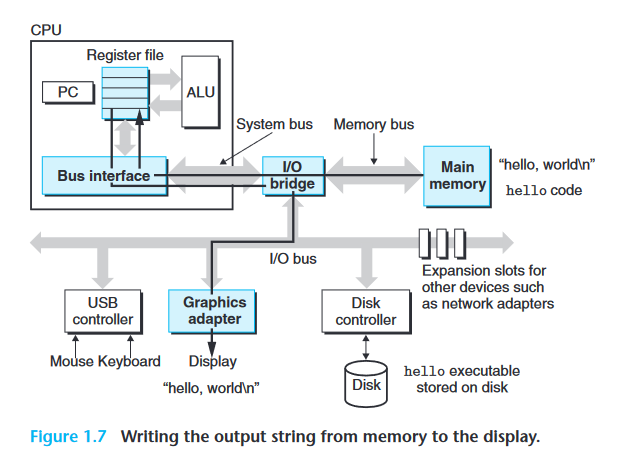 CPU
Register file
PC
ALU
System bus
Memory bus
Bus interface
I/O
bridge
Main
memory
"hello, world\n"
hello code
I/O bus
Expansion slots for
other devices such
as network adapters
USB
controller
Graphics
adapter
Disk
controller
Mouse Keyboard
Display
"hello, world\n"
Disk
hello executable
stored on disk
Figure 1.7 Writing the output string from memory to the display.